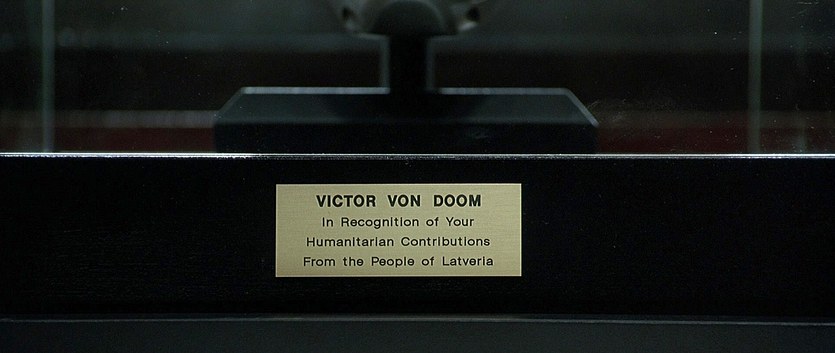 VICTOR VON DOOM
In Recognition of Your
Humanitarian Contributions
From the People of Latveria